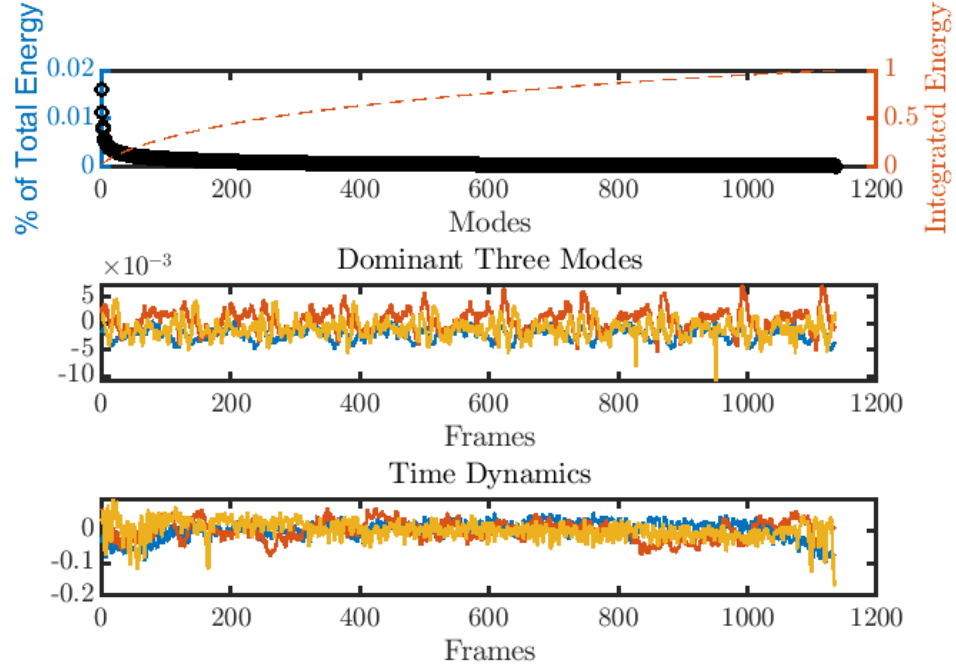 % of Total Energy
0.02
0.01
0
1
0.5
0
Integrated Energy
0 200 400 600 800 1000 1200
Modes
×10⁻³
Dominant Three Modes
5
0
-5
-10
0 200 400 600 800 1000 1200
Frames
Time Dynamics
0
-0.1
-0.2
0 200 400 600 800 1000 1200
Frames